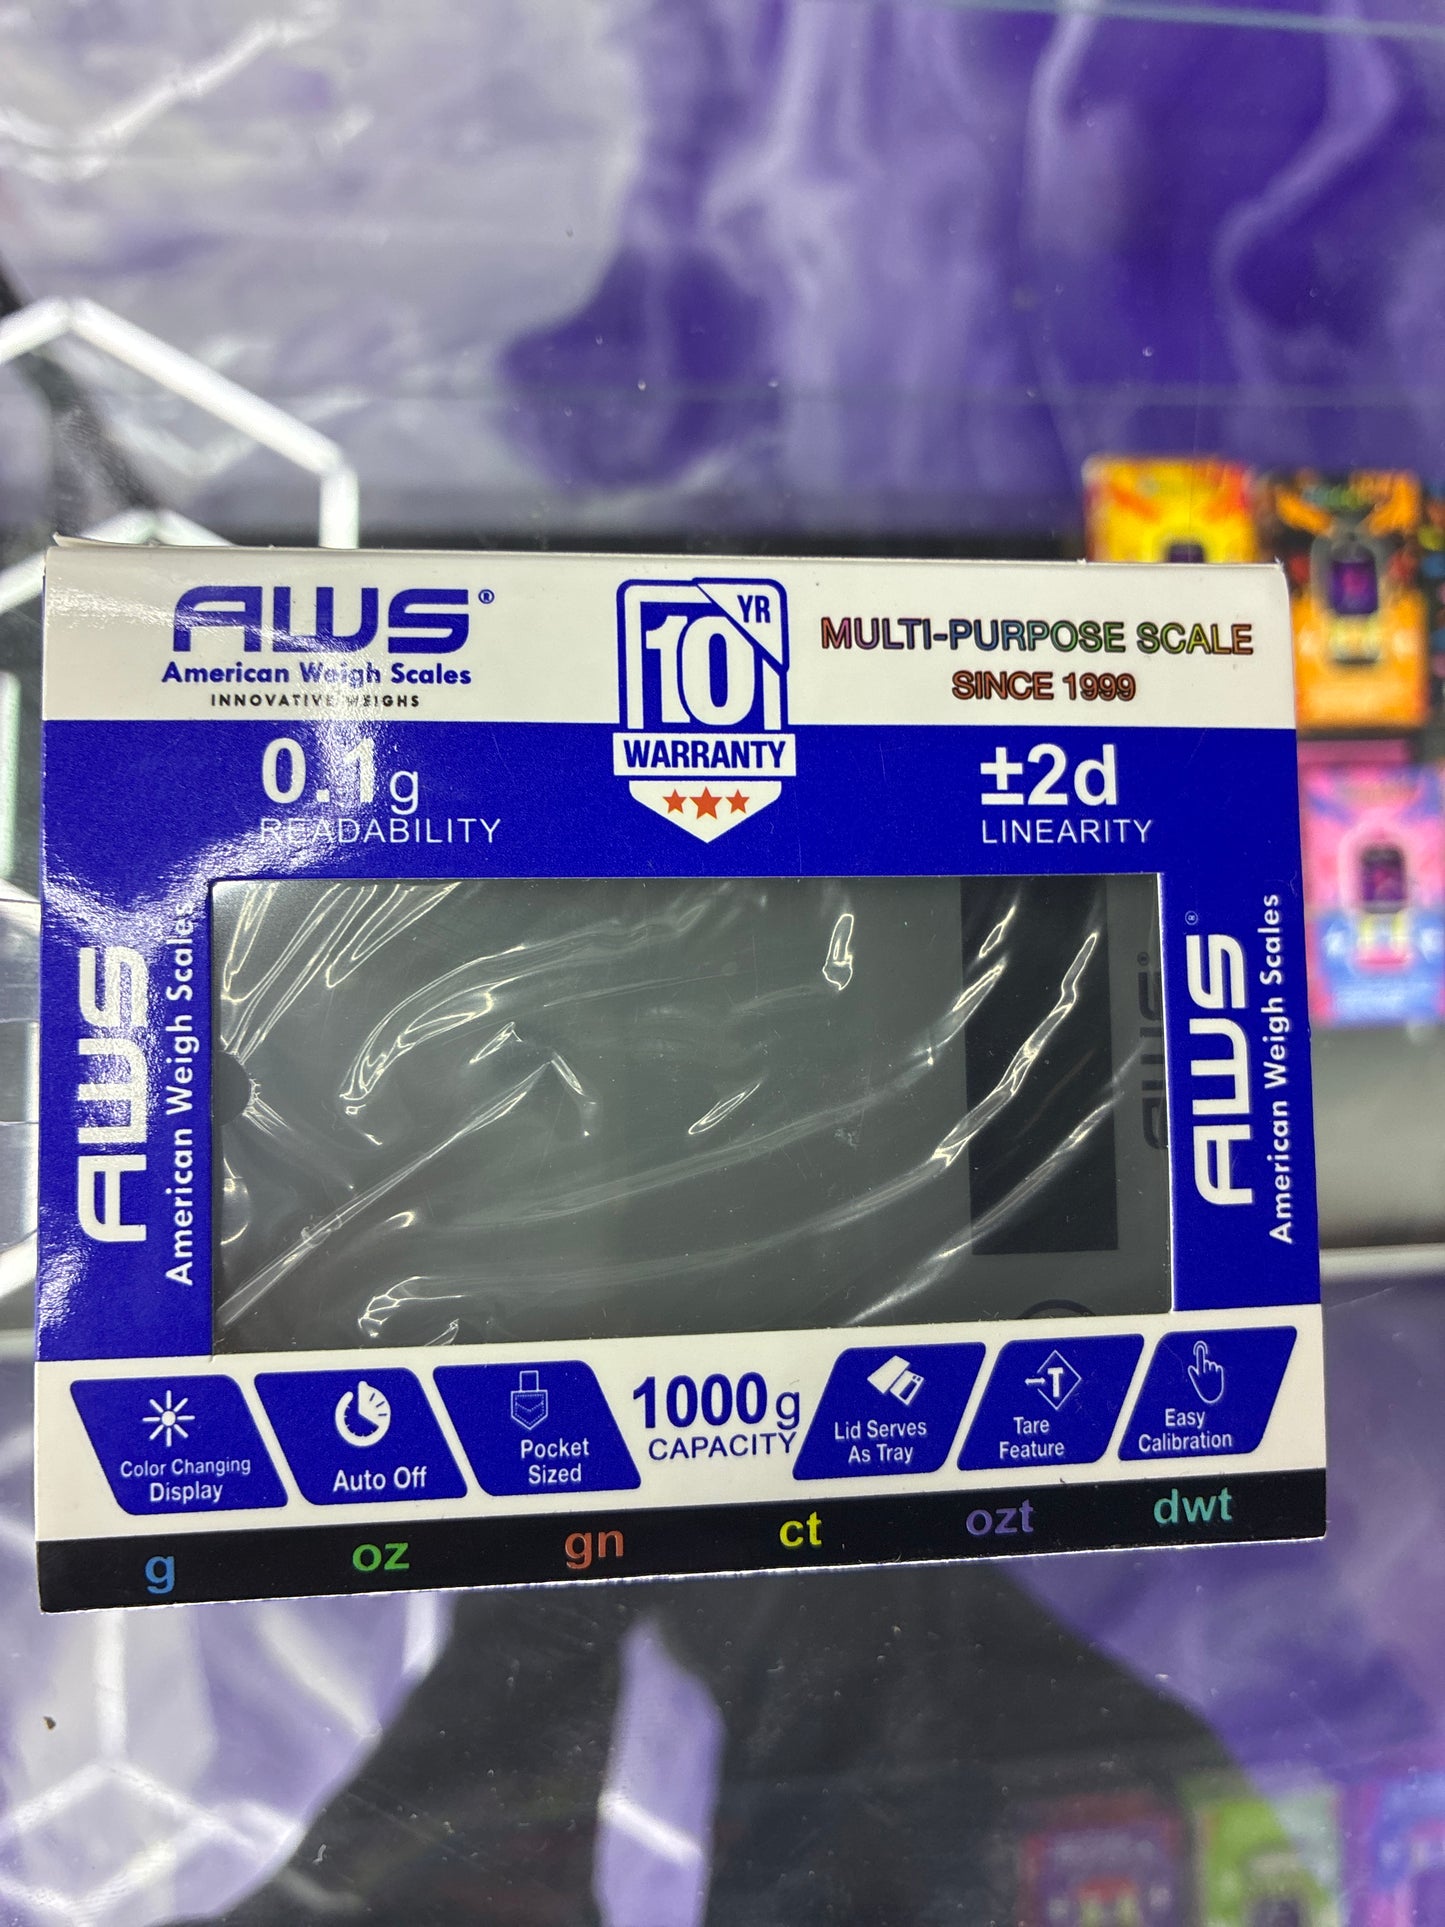 AWS®
American Weigh Scales
INNOVATIVE WEIGHS
10 YR
WARRANTY
MULTI-PURPOSE SCALE
SINCE 1999
0.1g
READABILITY
±2d
LINEARITY
AWS
American Weigh Scales
AWS®
AWS®
American Weigh Scales
Color Changing
Display
Auto Off
Pocket
Sized
1000g
CAPACITY
Lid Serves
As Tray
T
Tare
Feature
Easy
Calibration
g oz gn ct ozt dwt